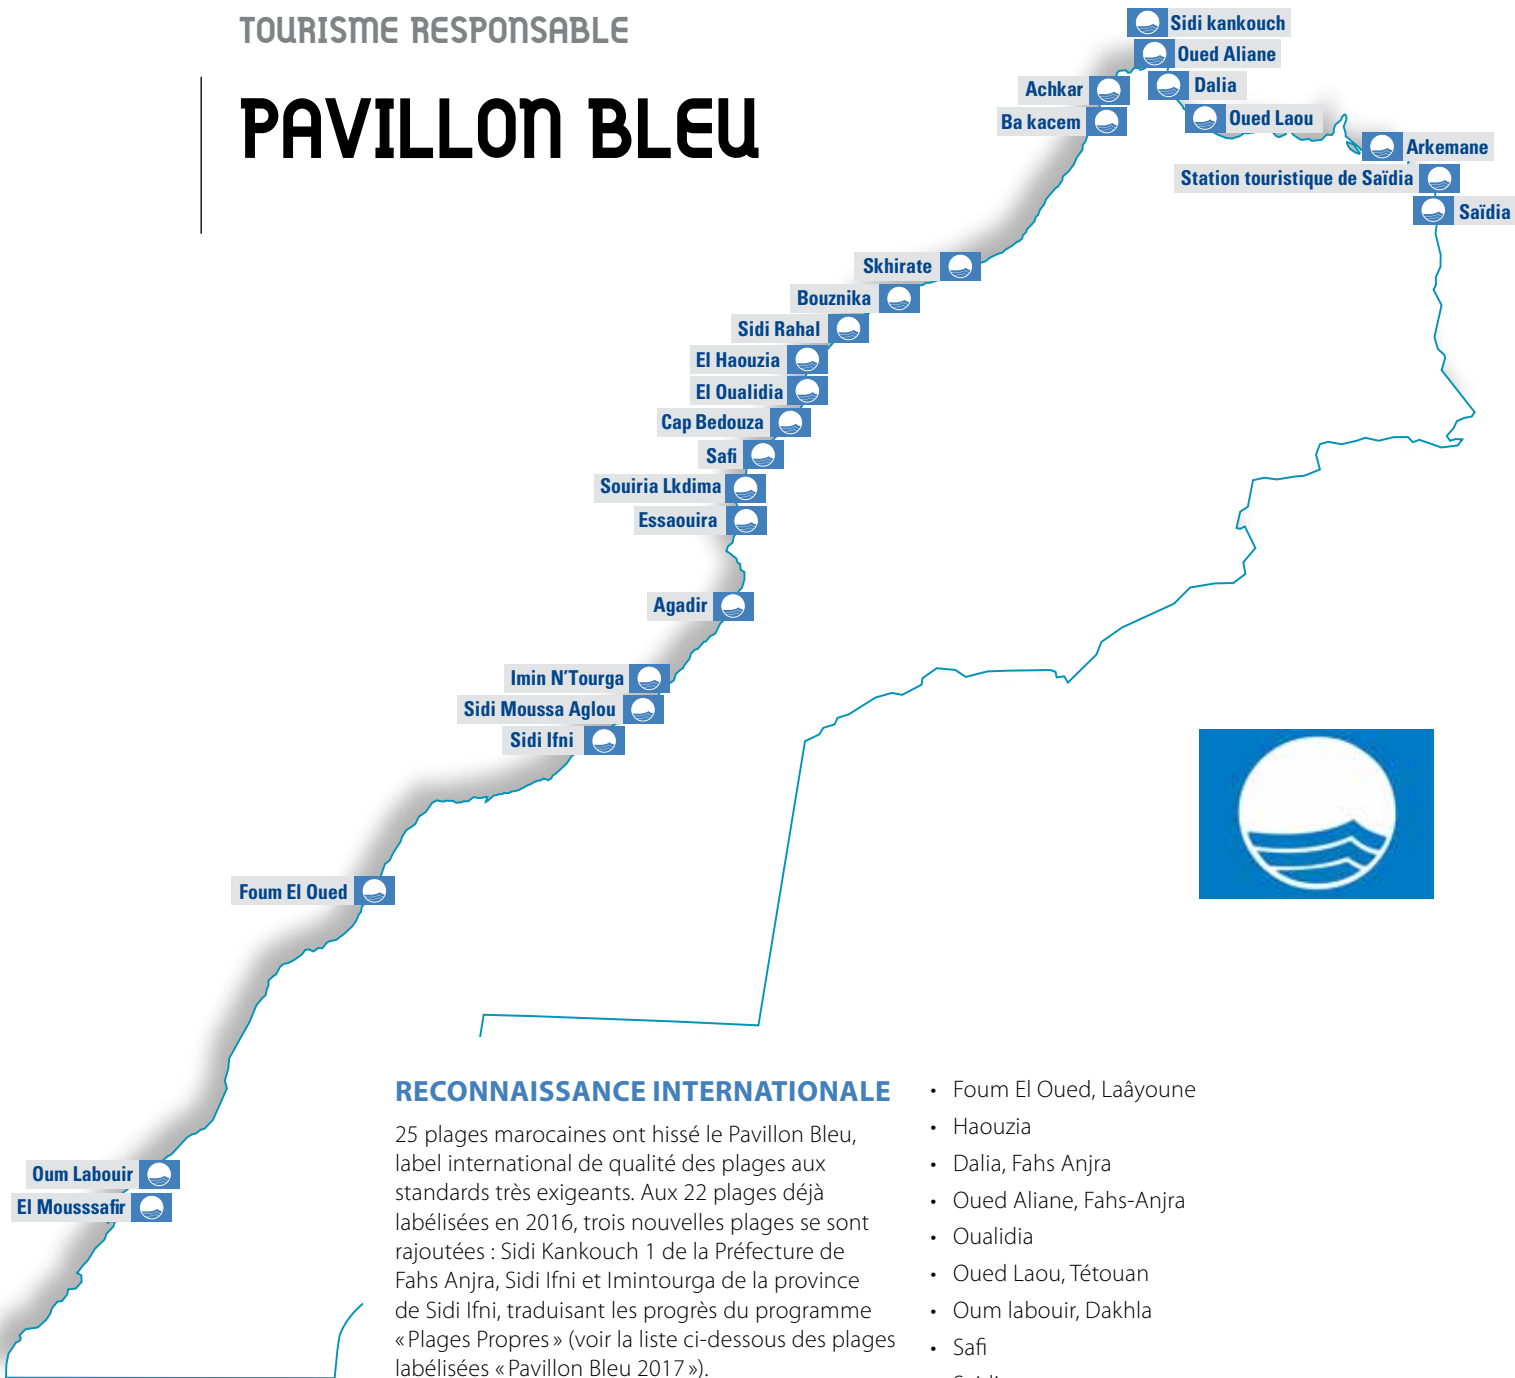 TOURISME RESPONSABLE
PAVILLON BLEU
Sidi kankouch
Oued Aliane
Dalia
Achkar
Oued Laou
Ba kacem
Arkemane
Station touristique de Saïdia
Saïdia
Skhirate
Bouznika
Sidi Rahal
El Haouzia
El Oualidia
Cap Bedouza
Safi
Souiria Lkdima
Essaouira
Agadir
Imin N'Tourga
Sidi Moussa Aglou
Sidi Ifni
Foum El Oued
Oum Labouir
El Mousssafir
RECONNAISSANCE INTERNATIONALE
25 plages marocaines ont hissé le Pavillon Bleu,
label international de qualité des plages aux
standards très exigeants. Aux 22 plages déjà
labélisées en 2016, trois nouvelles plages se sont
rajoutées : Sidi Kankouch 1 de la Préfecture de
Fahs Anjra, Sidi Ifni et Imintourga de la province
de Sidi Ifni, traduisant les progrès du programme
« Plages Propres » (voir la liste ci-dessous des plages
labélisées « Pavillon Bleu 2017 »).
• Foum El Oued, Laâyoune
• Haouzia
• Dalia, Fahs Anjra
• Oued Aliane, Fahs-Anjra
• Oualidia
• Oued Laou, Tétouan
• Oum labouir, Dakhla
• Safi